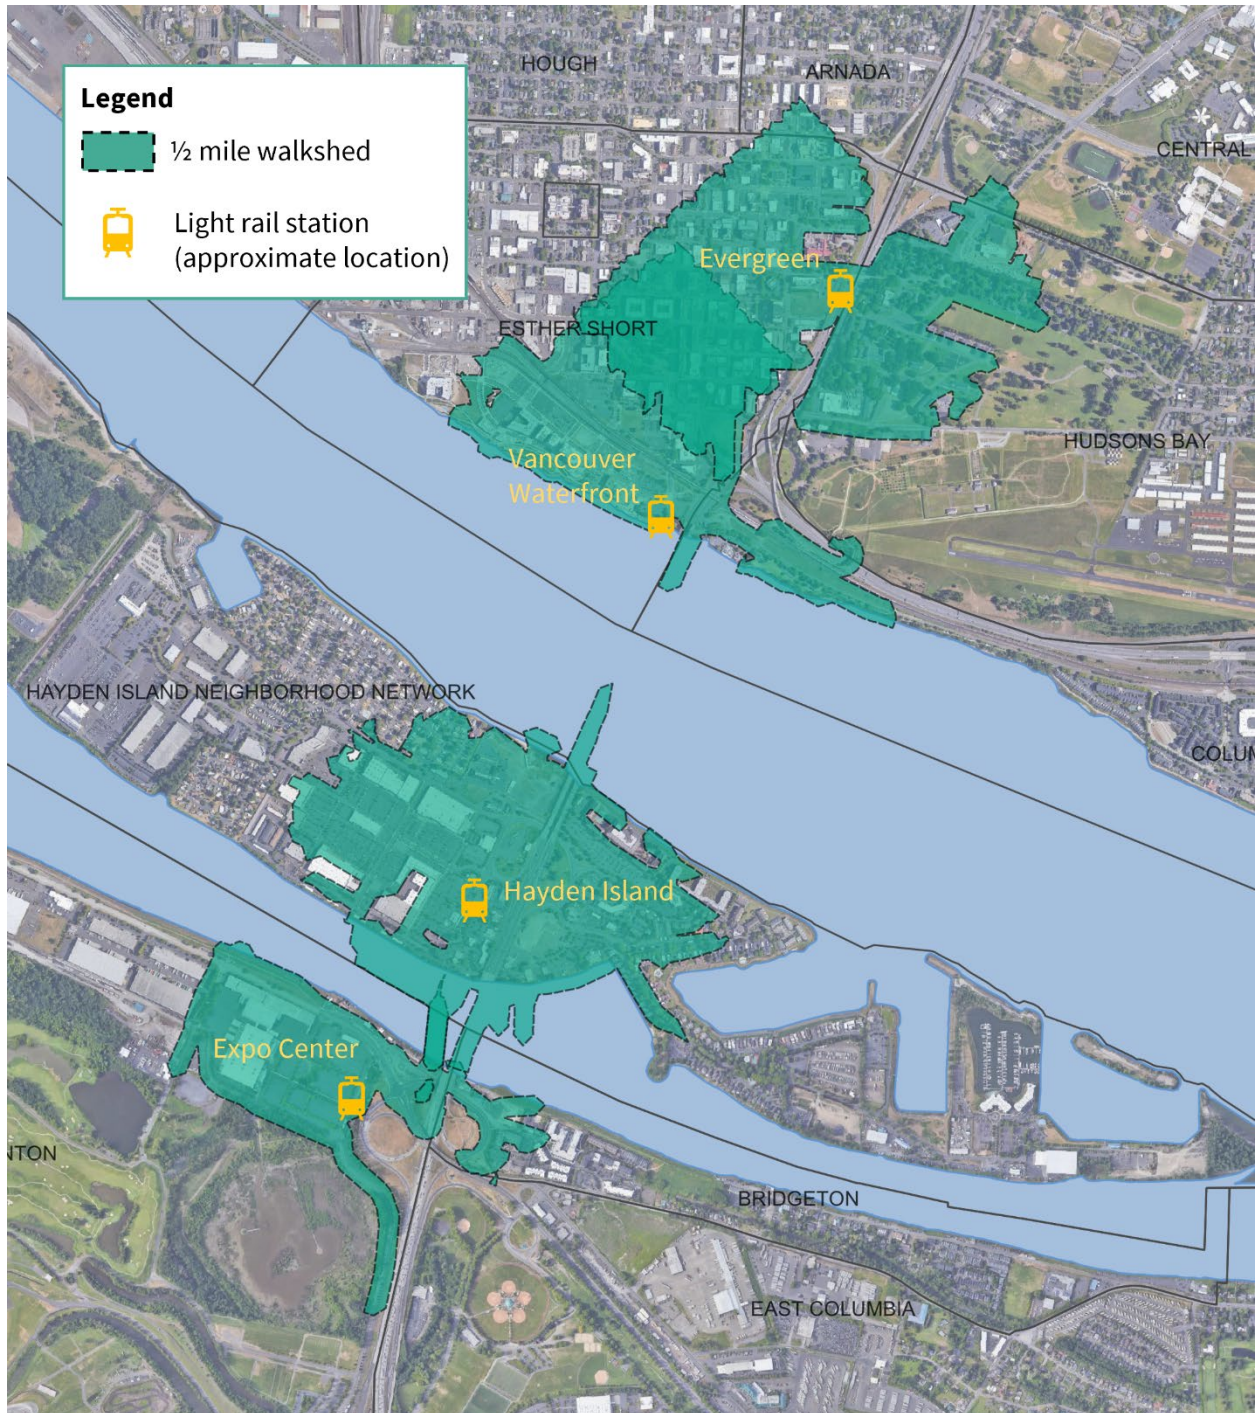 HOUGH
ARNADA
Legend
½ mile walkshed
CENTRAL
Light rail station
(approximate location)
Evergreen
ESTHER SHORT
HUDSONS BAY
Vancouver
Waterfront
HAYDEN ISLAND NEIGHBORHOOD NETWORK
COLUM
Hayden Island
Expo Center
NTON
BRIDGETON
EAST COLUMBIA